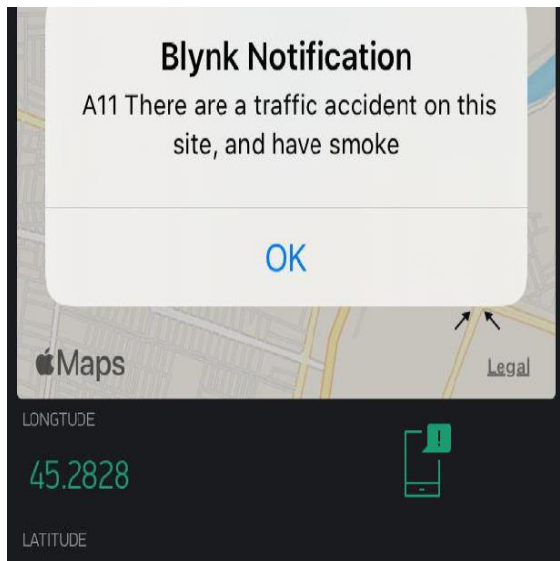 Blynk Notification
A11 There are a traffic accident on this
site, and have smoke
OK
Maps
Legal
LONGTUDE
45.2828
!
LATITUDE